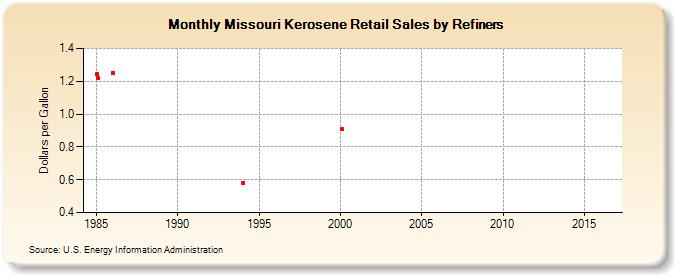 Monthly Missouri Kerosene Retail Sales by Refiners
Dollars per Gallon
1.4
1.2
1.0
0.8
0.6
0.4
1985 1990 1995 2000 2005 2010 2015
Source: U.S. Energy Information Administration